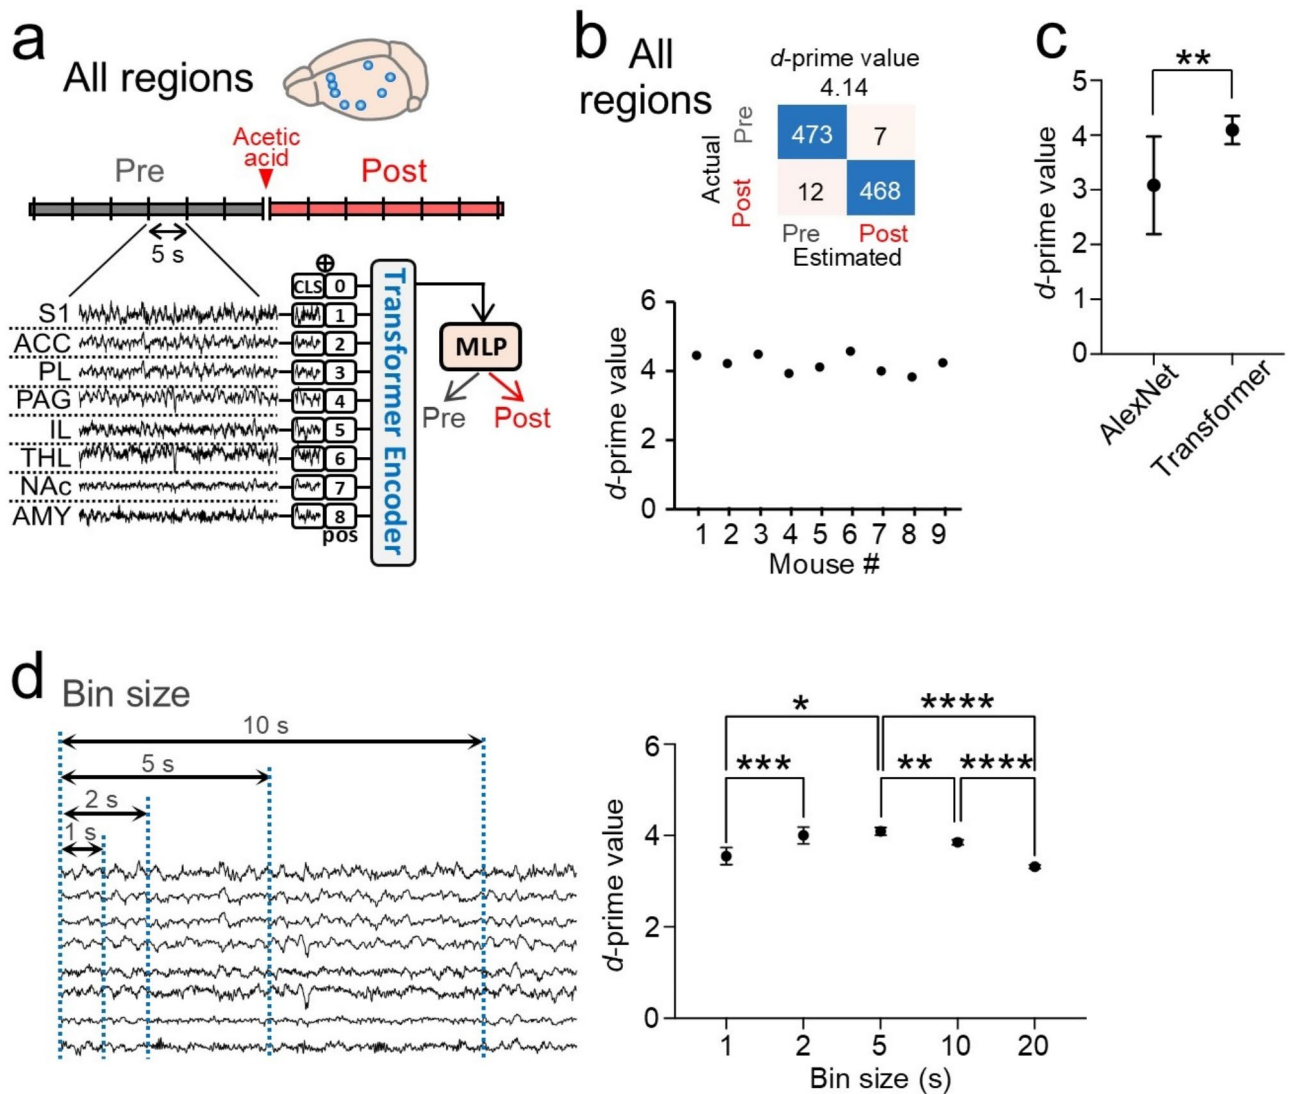 a
All regions
Acetic
acid
Pre
Post
5 s
⊕
CLS 0
S1 1
ACC 2
PL 3
PAG 4
IL 5
THL 6
NAc 7
AMY 8
pos
Transformer Encoder
MLP
Pre
Post
b
All
regions
d-prime value
4.14
Actual
Pre
Post
473 7
12 468
Pre Post
Estimated
d-prime value
6
4
2
0
1 2 3 4 5 6 7 8 9
Mouse #
c
**
d-prime value
5
4
3
2
1
0
AlexNet
Transformer
d
Bin size
10 s
5 s
2 s
1 s
* ****
*** ** ****
d-prime value
6
4
2
0
1 2 5 10 20
Bin size (s)